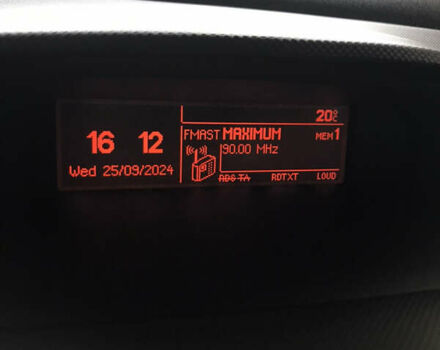 20°C
16 12
FMAST MAXIMUM MEM 1
90.00 MHz
Wed 25/09/2024
RDS TA RDTXT LOUD